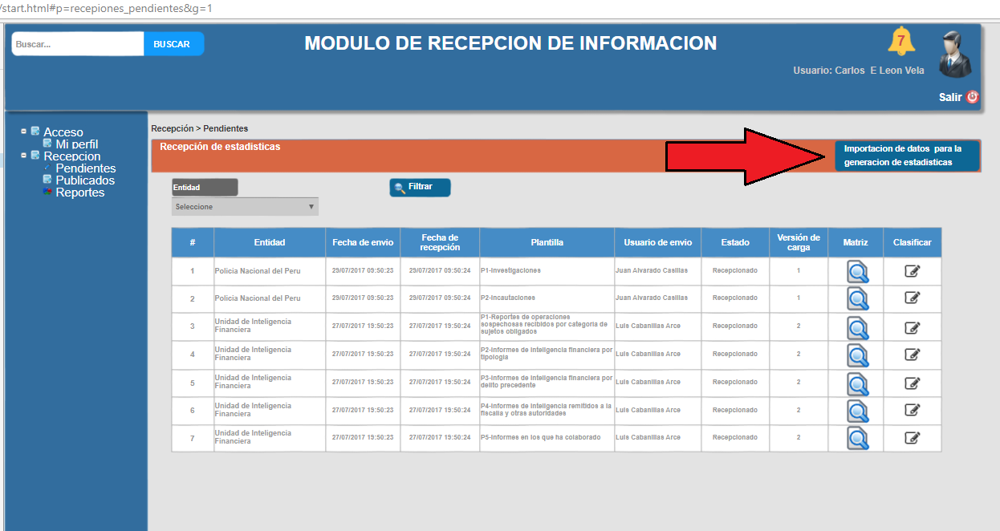 /start.html#p=recepiones_pendientes&g=1
Buscar...
BUSCAR
MODULO DE RECEPCION DE INFORMACION
7
Usuario: Carlos E Leon Vela
Salir
Acceso
Mi perfil
Recepcion
Pendientes
Publicados
Reportes
Recepción > Pendientes
Recepción de estadisticas
Importacion de datos para la
generacion de estadisticas
Entidad
Filtrar
Seleccione
# Entidad Fecha de envio Fecha de recepción Plantilla Usuario de envio Estado Versión de carga Matriz Clasificar
1 Policia Nacional del Peru 29/07/2017 09:50:23 29/07/2017 09:50:24 P1-Investigaciones Juan Alvarado Casillas Recepcionado 1
2 Policia Nacional del Peru 29/07/2017 09:50:23 29/07/2017 09:50:24 P2-Incautaciones Juan Alvarado Casillas Recepcionado 1
3 Unidad de Inteligencia Financiera 27/07/2017 19:50:23 27/07/2017 19:50:24 P1-Reportes de operaciones sospechosas recibidos por categoria de sujetos obligados Luis Cabanillas Arce Recepcionado 2
4 Unidad de Inteligencia Financiera 27/07/2017 19:50:23 27/07/2017 19:50:24 P2-Informes de inteligencia financiera por tipologia Luis Cabanillas Arce Recepcionado 2
5 Unidad de Inteligencia Financiera 27/07/2017 19:50:23 27/07/2017 19:50:24 P3-Informes de inteligencia financiera por delito precedente Luis Cabanillas Arce Recepcionado 2
6 Unidad de Inteligencia Financiera 27/07/2017 19:50:23 27/07/2017 19:50:24 P4-Informes de inteligencia remitidos a la fiscalia y otras autoridades Luis Cabanillas Arce Recepcionado 2
7 Unidad de Inteligencia Financiera 27/07/2017 19:50:23 27/07/2017 19:50:24 P5-Informes en los que ha colaborado Luis Cabanillas Arce Recepcionado 2